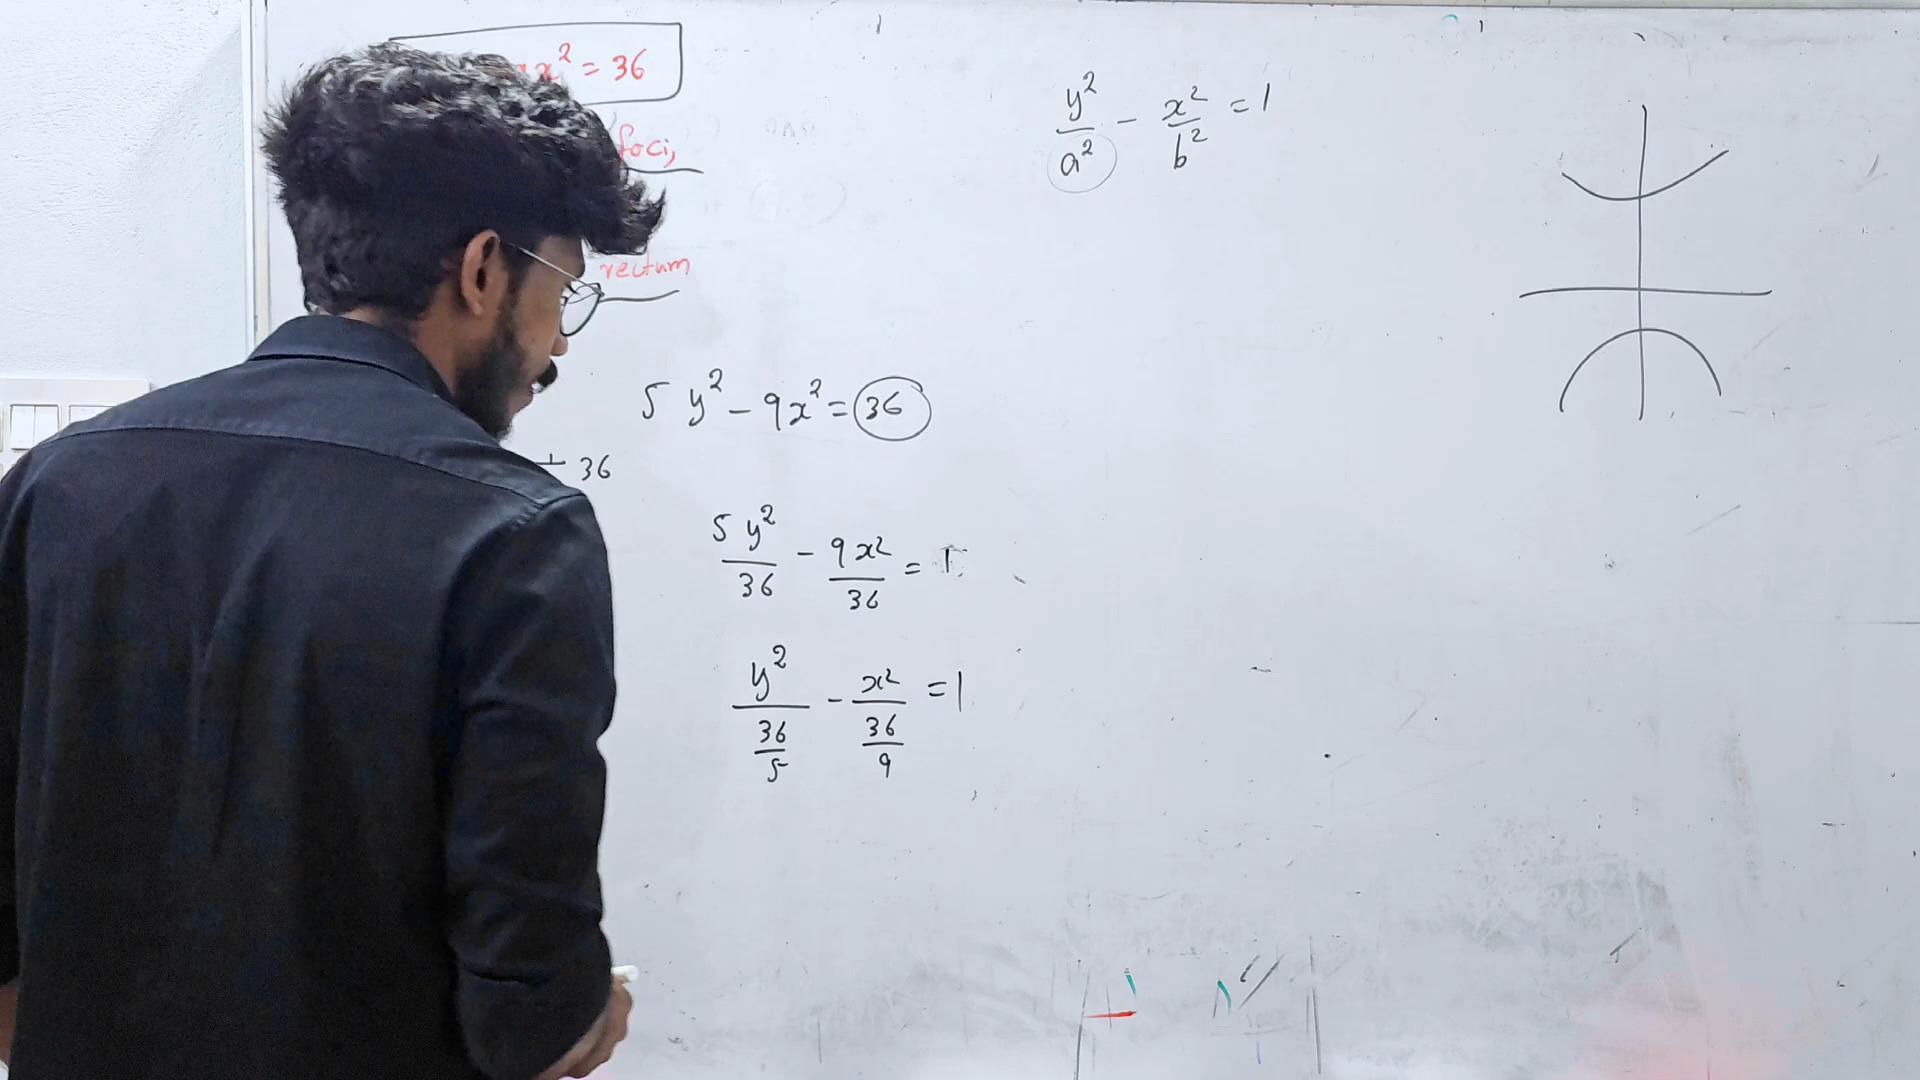 x² = 36
foci,
rectum
y²/a² - x²/b² = 1
5y² - 9x² = 36
÷ 36
5y²/36 - 9x²/36 = 1
y²/(36/5) - x²/(36/9) = 1